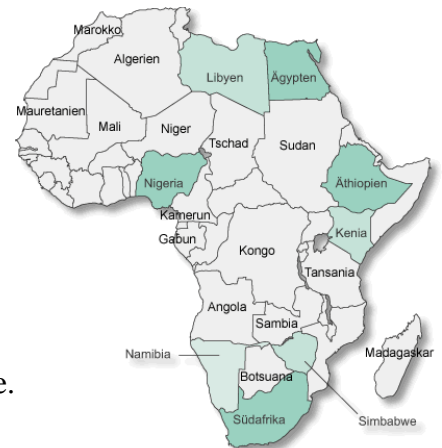 Marokko
Algerien
Libyen
Ägypten
Mauretanien
Mali
Niger
Tschad
Sudan
Nigeria
Äthiopien
Kamerun
Gabun
Kenia
Kongo
Tansania
Angola
Sambia
Namibia
Madagaskar
Botsuana
e.
Südafrika
Simbabwe